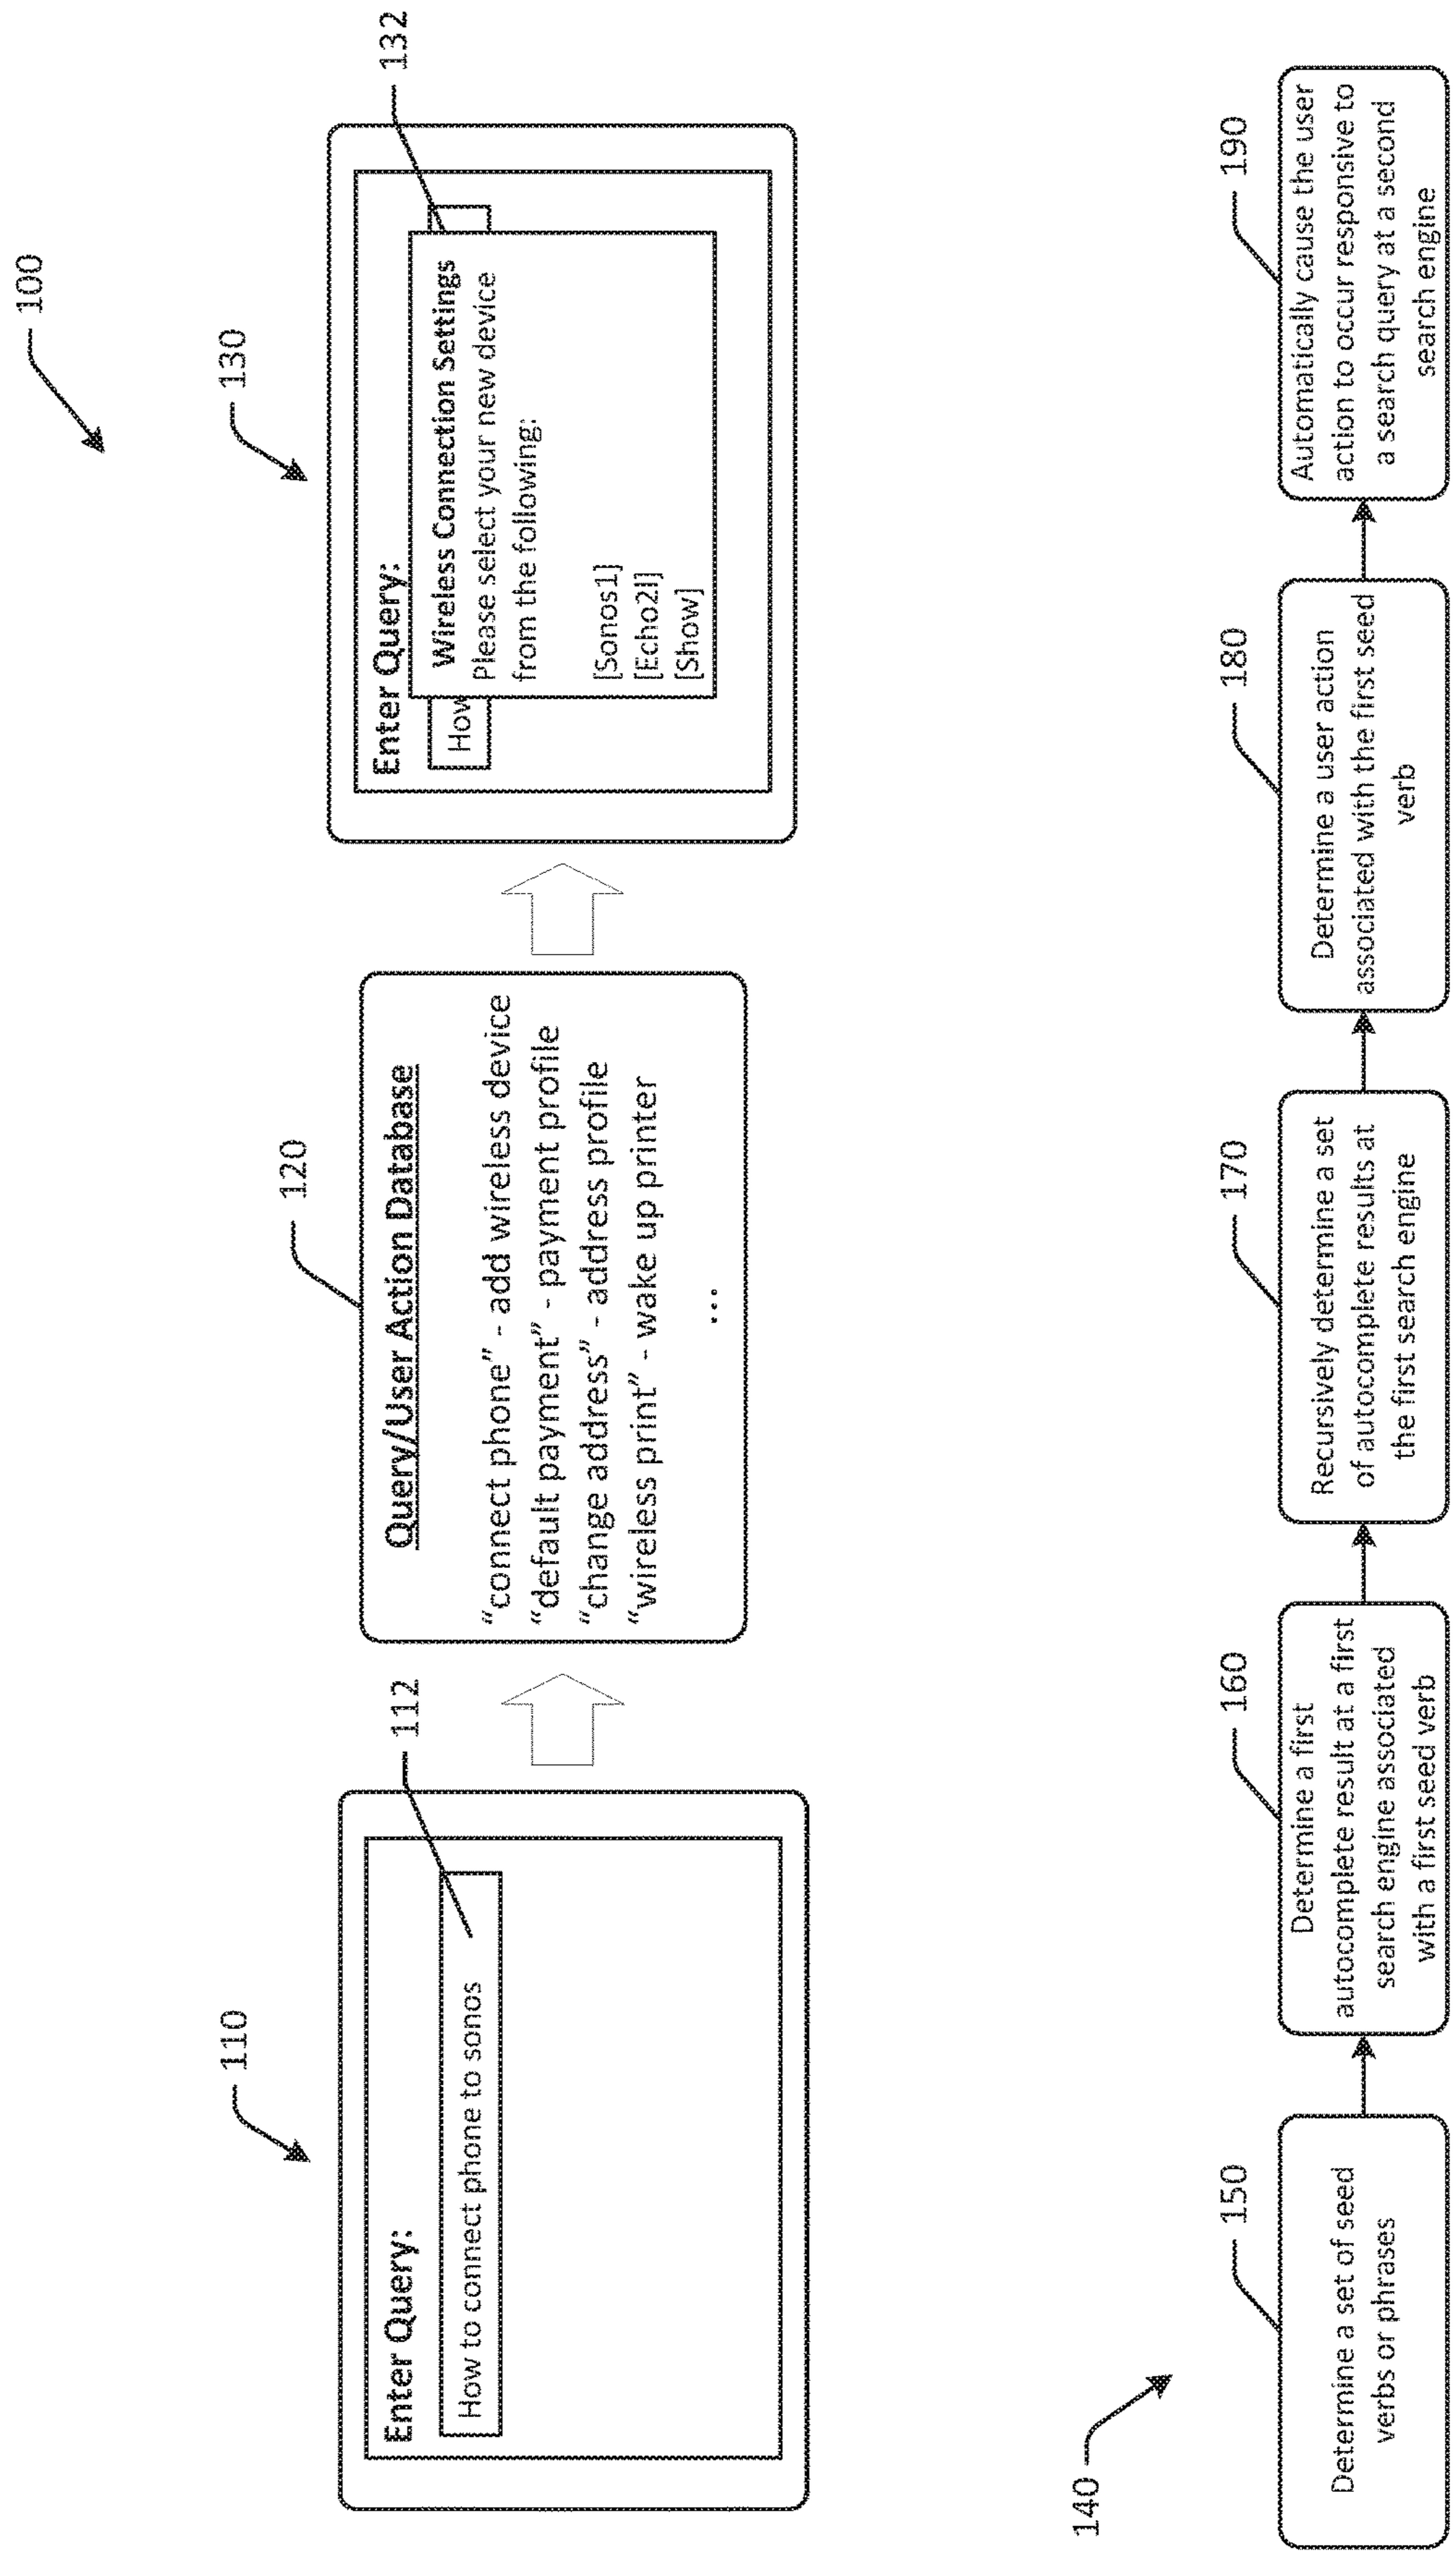 100
110
Enter Query:
How to connect phone to sonos
112
120
Query/User Action Database
“connect phone” - add wireless device
“default payment” - payment profile
“change address” - address profile
“wireless print” - wake up printer
...
130
Enter Query:
How
132
Wireless Connection Settings
Please select your new device
from the following:
[Sonos1]
[Echo2!]
[Show]
140
150
Determine a set of seed
verbs or phrases
160
Determine a first
autocomplete result at a first
search engine associated
with a first seed verb
170
Recursively determine a set
of autocomplete results at
the first search engine
180
Determine a user action
associated with the first seed
verb
190
Automatically cause the user
action to occur responsive to
a search query at a second
search engine